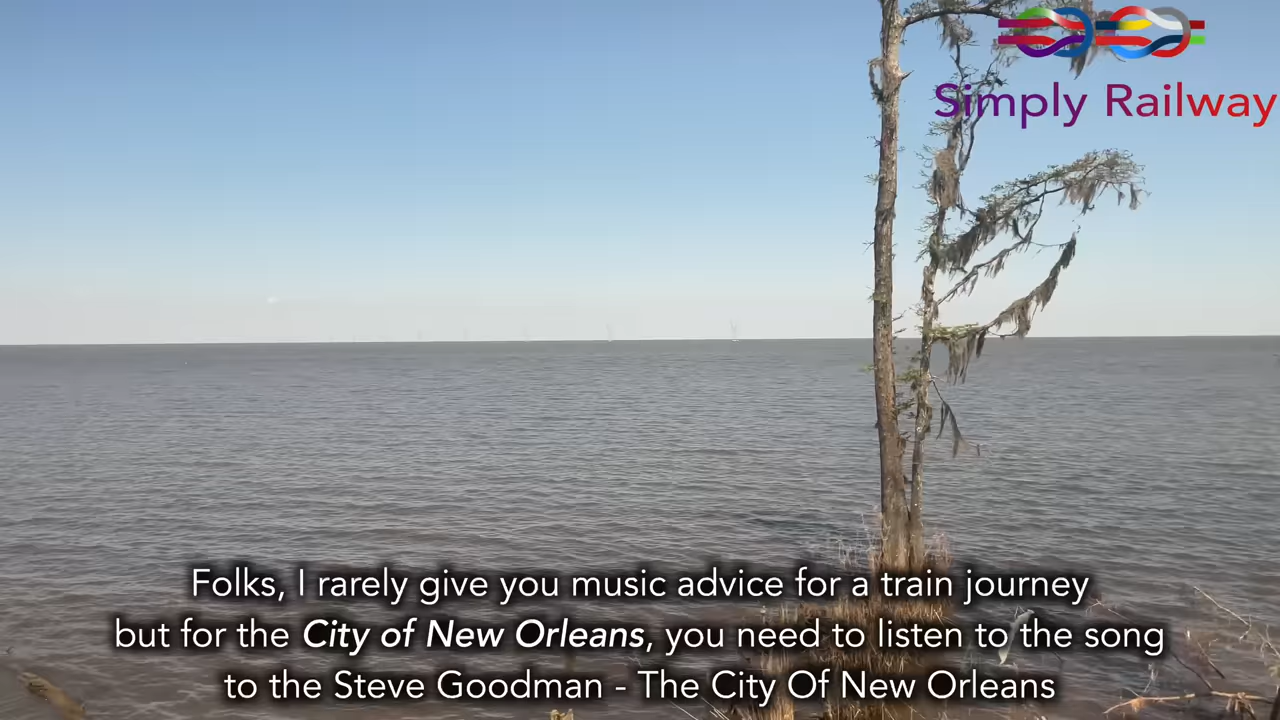 Simply Railway
Folks, I rarely give you music advice for a train journey
but for the City of New Orleans, you need to listen to the song
to the Steve Goodman - The City Of New Orleans